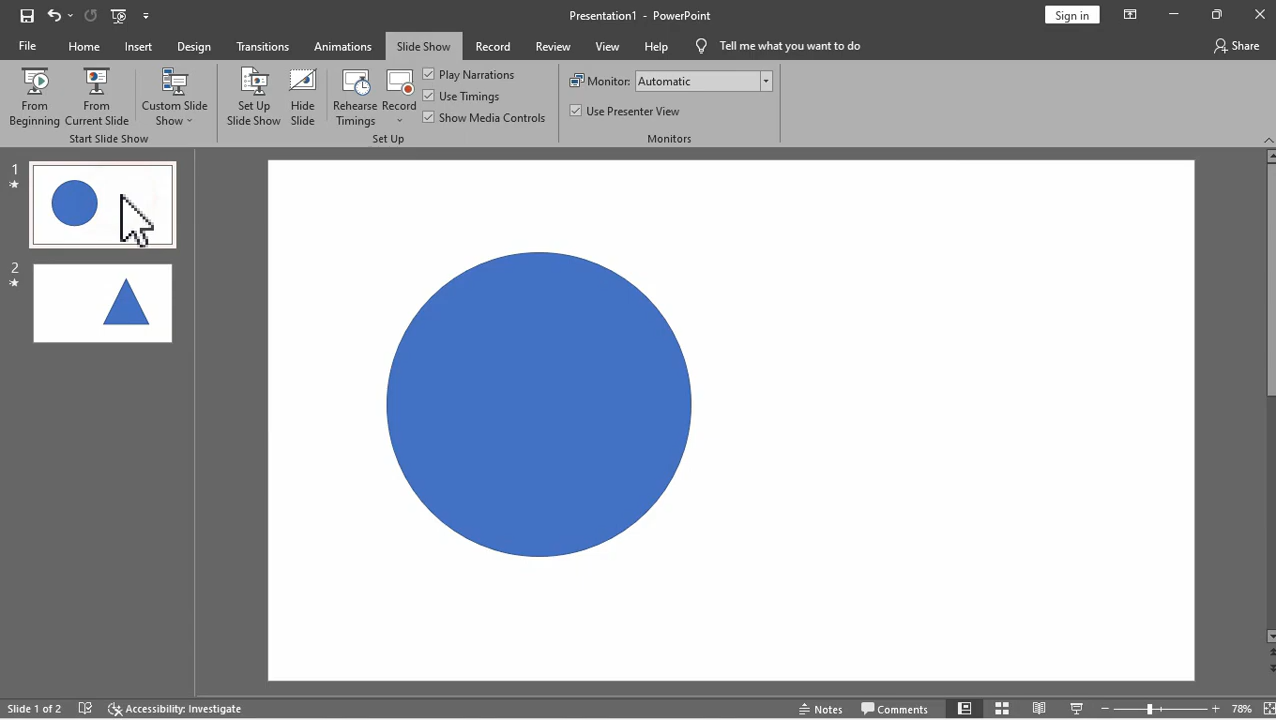 Presentation1 - PowerPoint
Sign in
File Home Insert Design Transitions Animations Slide Show Record Review View Help Tell me what you want to do Share
From Beginning
From Current Slide
Custom Slide Show
Set Up Slide Show
Hide Slide
Rehearse Timings
Record
Play Narrations
Use Timings
Show Media Controls
Monitor: Automatic
Use Presenter View
Start Slide Show Set Up Monitors
1
2
Slide 1 of 2 Accessibility: Investigate Notes Comments 78%